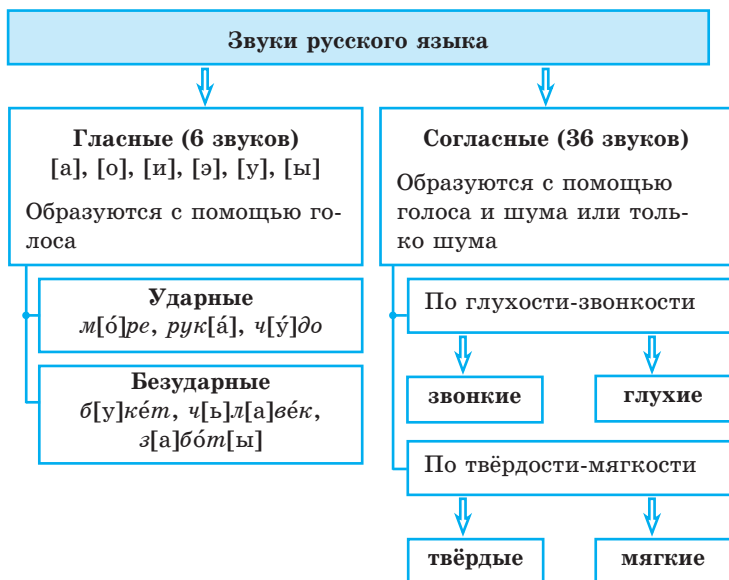 Звуки русского языка
Гласные (6 звуков)
[а], [о], [и], [э], [у], [ы]
Образуются с помощью го-
лоса
Ударные
м[о́]ре, рук[а́], ч[у́]до
Безударные
б[у]ке́т, ч[ь]л[а]ве́к,
з[а]бо́т[ы]
Согласные (36 звуков)
Образуются с помощью
голоса и шума или толь-
ко шума
По глухости-звонкости
звонкие
глухие
По твёрдости-мягкости
твёрдые
мягкие